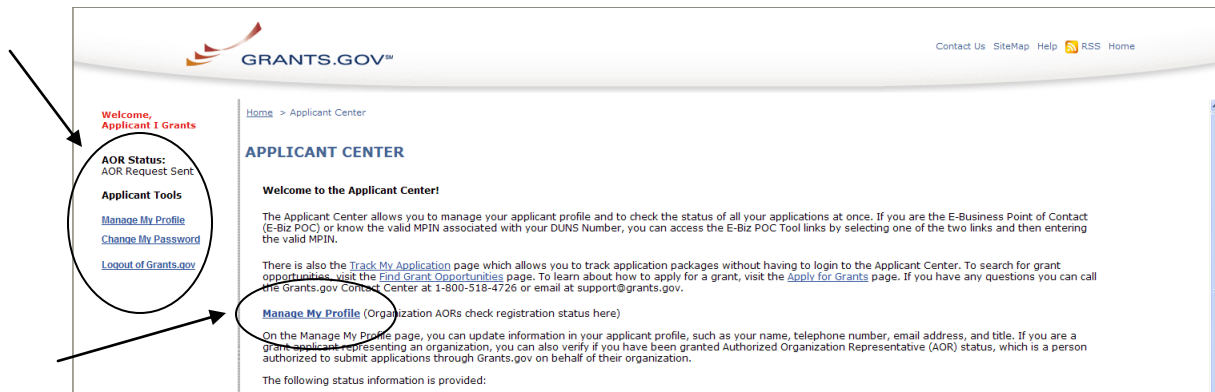 GRANTS.GOV℠
Contact Us SiteMap Help RSS Home
Welcome,
Applicant I Grants
AOR Status:
AOR Request Sent
Applicant Tools
Manage My Profile
Change My Password
Logout of Grants.gov
Home > Applicant Center
APPLICANT CENTER
Welcome to the Applicant Center!
The Applicant Center allows you to manage your applicant profile and to check the status of all your applications at once. If you are the E-Business Point of Contact
(E-Biz POC) or know the valid MPIN associated with your DUNS Number, you can access the E-Biz POC Tool links by selecting one of the two links and then entering
the valid MPIN.
There is also the Track My Application page which allows you to track application packages without having to login to the Applicant Center. To search for grant
opportunities, visit the Find Grant Opportunities page. To learn about how to apply for a grant, visit the Apply for Grants page. If you have any questions you can call
the Grants.gov Contact Center at 1-800-518-4726 or email at support@grants.gov.
Manage My Profile (Organization AORs check registration status here)
On the Manage My Profile page, you can update information in your applicant profile, such as your name, telephone number, email address, and title. If you are a
grant applicant representing an organization, you can also verify if you have been granted Authorized Organization Representative (AOR) status, which is a person
authorized to submit applications through Grants.gov on behalf of their organization.
The following status information is provided: